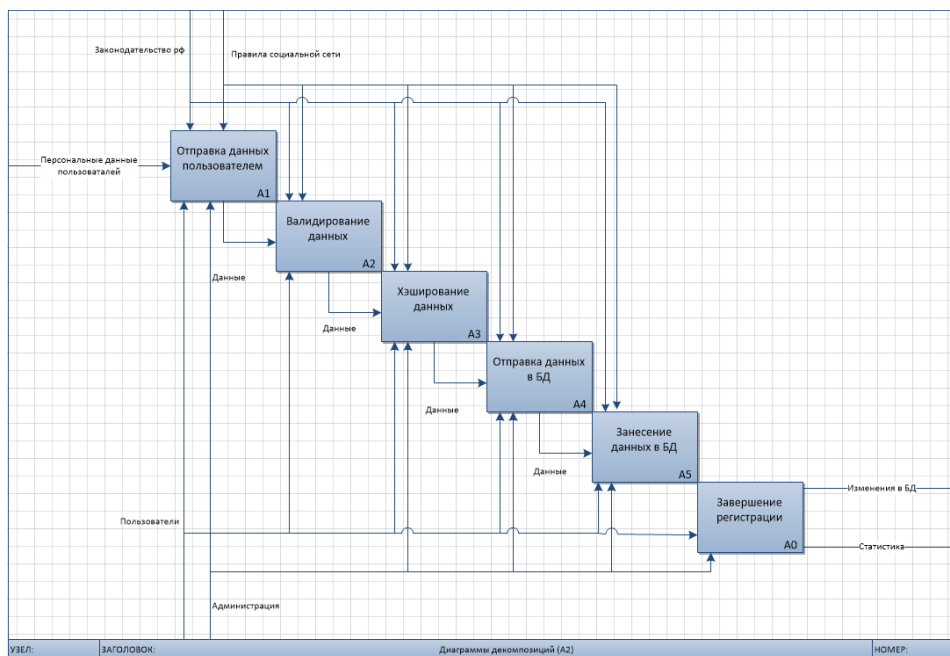 Законодательство рф
Правила социальной сети
Персональные данные
пользователей
Отправка данных
пользователем
A1
Валидирование
данных
A2
Данные
Хэширование
данных
A3
Данные
Отправка данных
в БД
A4
Данные
Занесение
данных в БД
A5
Данные
Завершение
регистрации
A0
Изменения в БД
Статистика
Пользователи
Администрация
УЗЕЛ:
ЗАГОЛОВОК:
Диаграммы декомпозиций (A2)
НОМЕР: